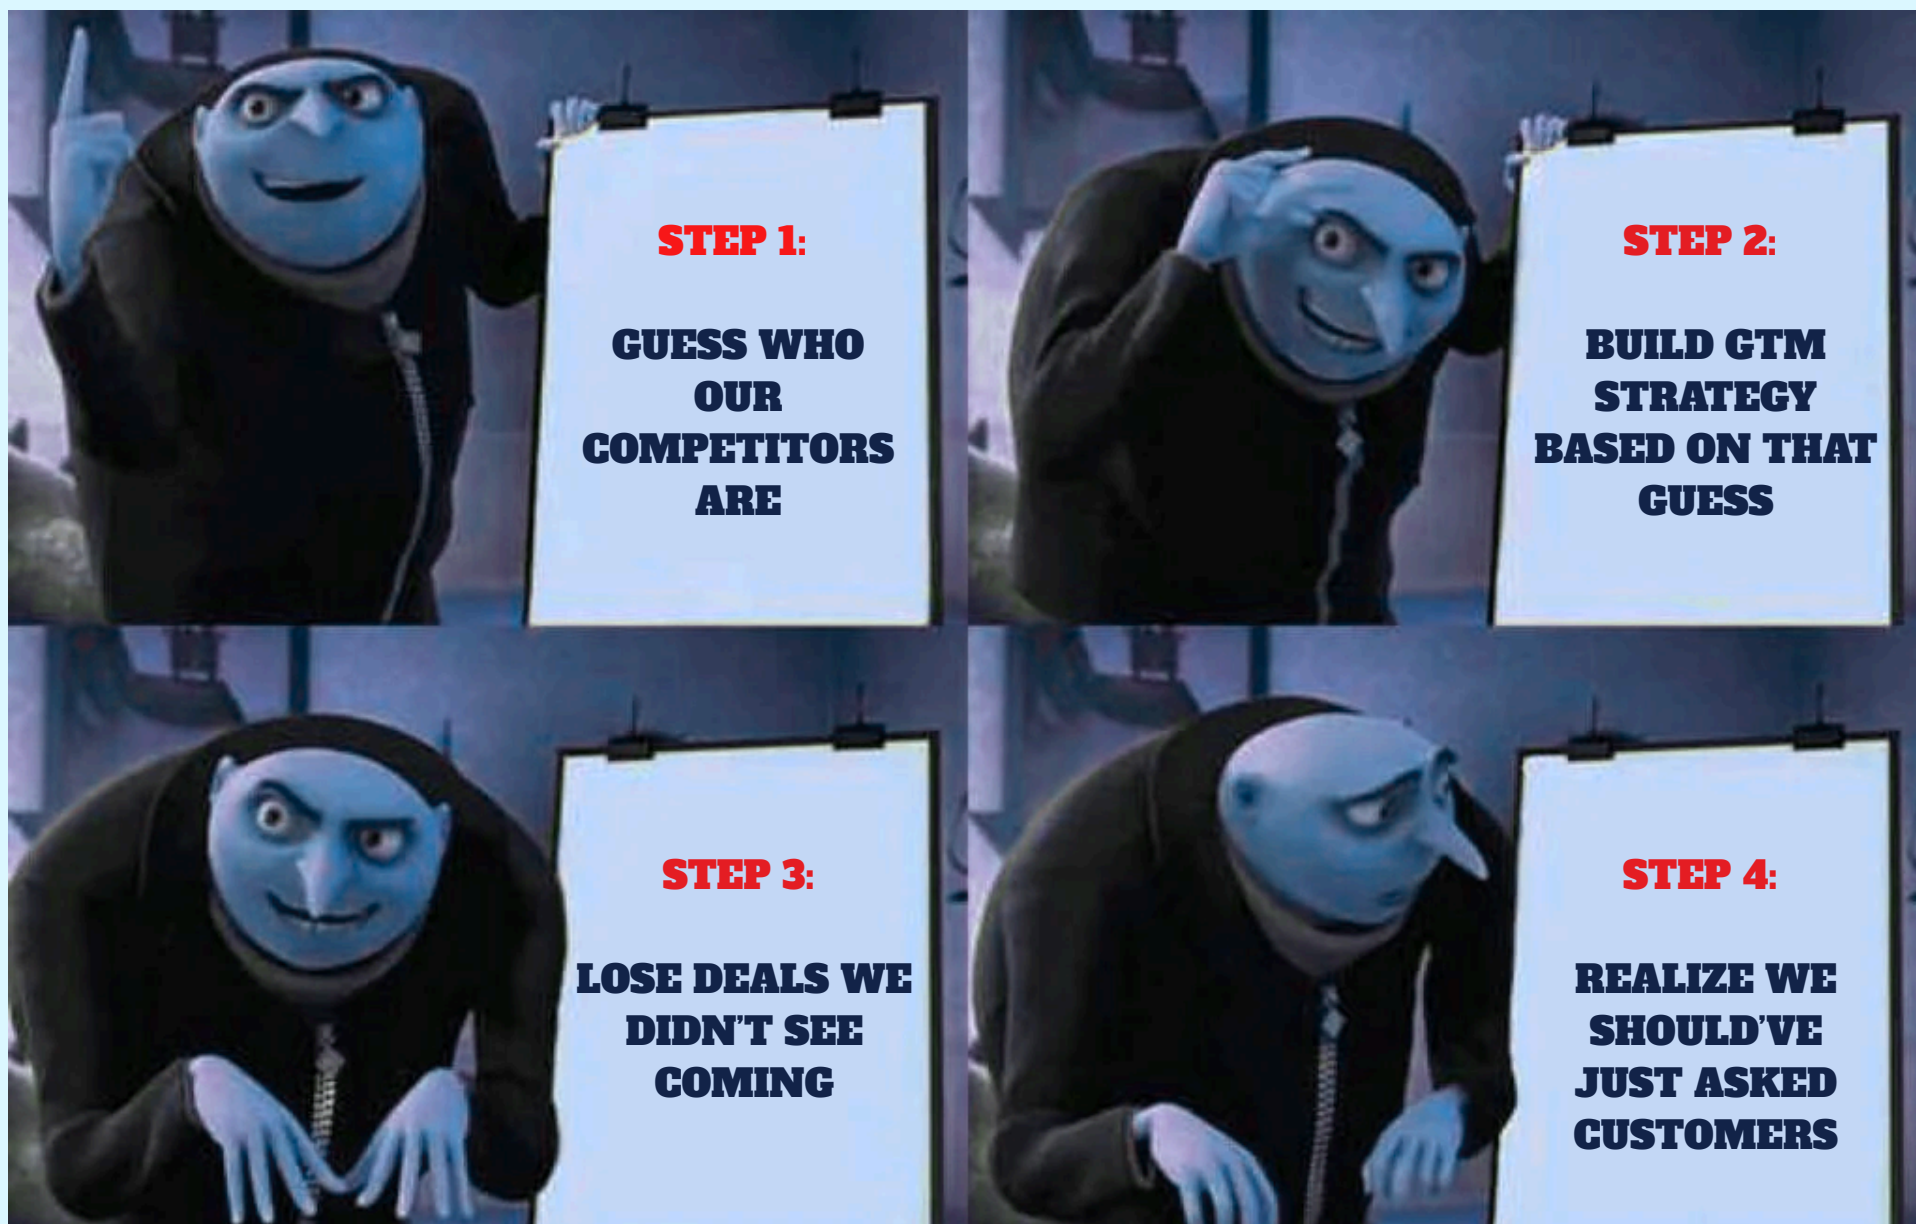 STEP 1:
GUESS WHO
OUR
COMPETITORS
ARE
STEP 2:
BUILD GTM
STRATEGY
BASED ON THAT
GUESS
STEP 3:
LOSE DEALS WE
DIDN'T SEE
COMING
STEP 4:
REALIZE WE
SHOULD'VE
JUST ASKED
CUSTOMERS